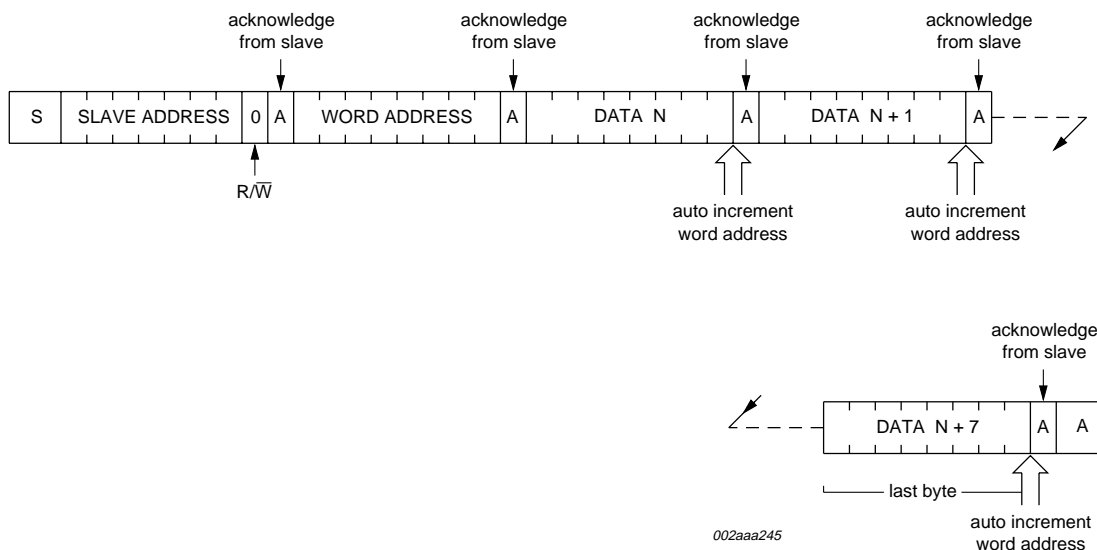 acknowledge from slave
acknowledge from slave
acknowledge from slave
acknowledge from slave
S SLAVE ADDRESS 0 A WORD ADDRESS A DATA N A DATA N + 1 A
R/W̅
auto increment word address
auto increment word address
acknowledge from slave
DATA N + 7 A A
last byte
auto increment word address
002aaa245